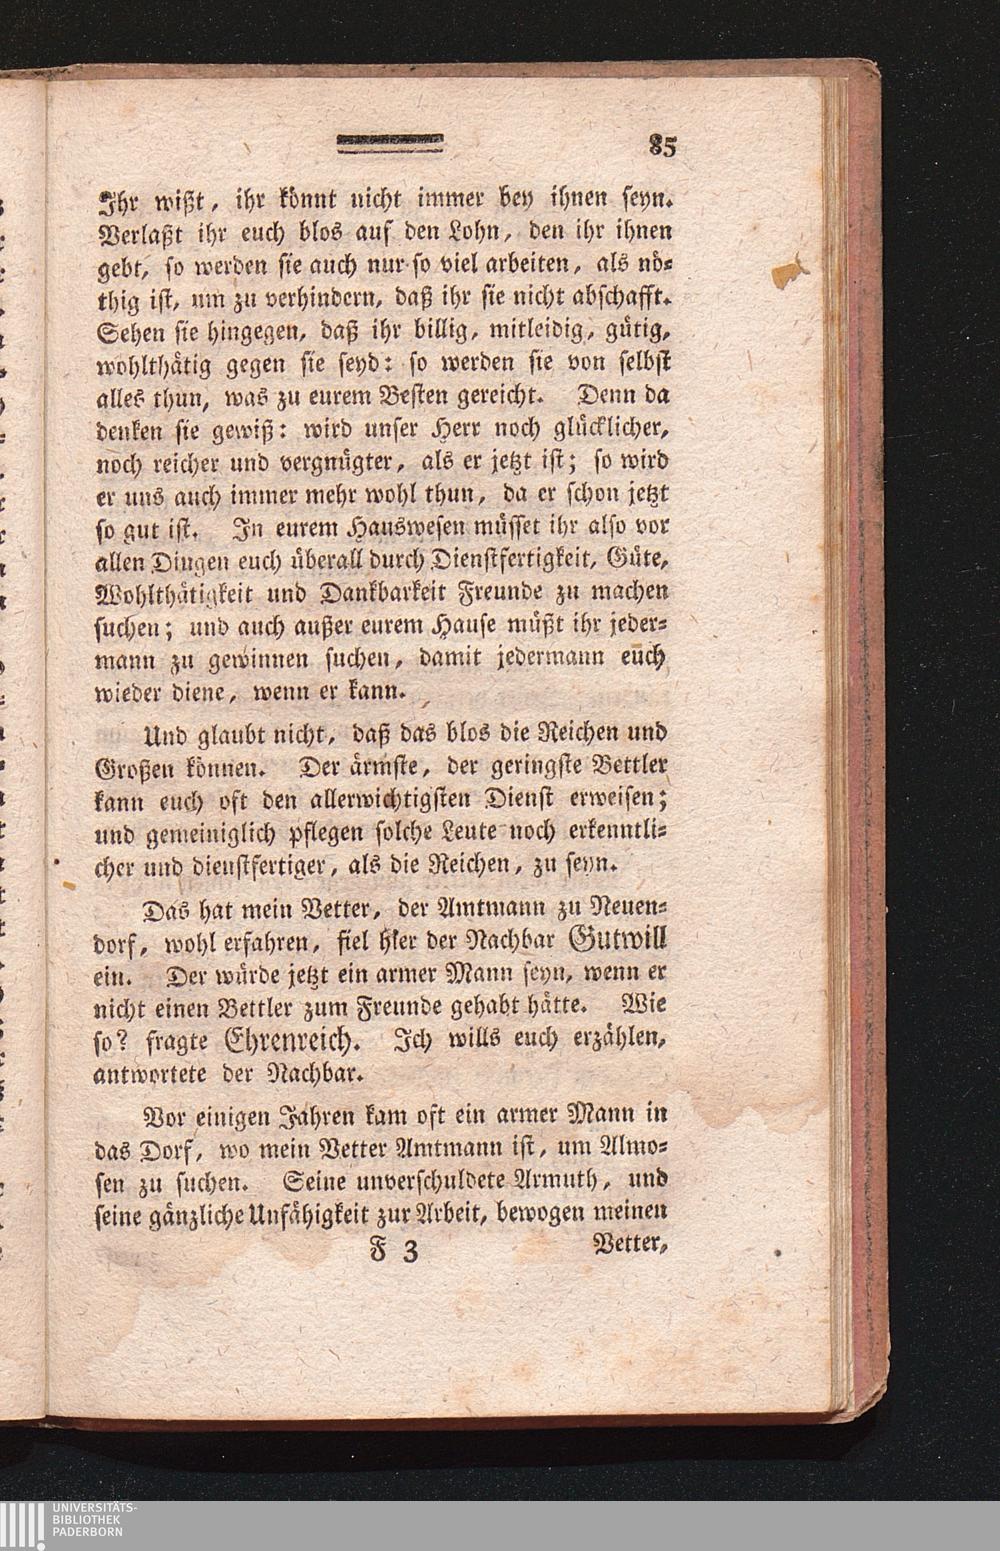 85
Ihr wißt, ihr könnt nicht immer bey ihnen seyn.
Verlaßt ihr euch blos auf den Lohn, den ihr ihnen
gebt, so werden sie auch nur so viel arbeiten, als nö⸗
thig ist, um zu verhindern, daß ihr sie nicht abschafft.
Sehen sie hingegen, daß ihr billig, mitleidig, gütig,
wohlthätig gegen sie seyd: so werden sie von selbst
alles thun, was zu eurem Besten gereicht. Denn da
denken sie gewiß: wird unser Herr noch glücklicher,
noch reicher und vergnügter, als er jetzt ist; so wird
er uns auch immer mehr wohl thun, da er schon jetzt
so gut ist. In eurem Hauswesen müsset ihr also vor
allen Dingen euch überall durch Dienstfertigkeit, Güte,
Wohlthätigkeit und Dankbarkeit Freunde zu machen
suchen; und auch außer eurem Hause müßt ihr jeder⸗
mann zu gewinnen suchen, damit jedermann euch
wieder diene, wenn er kann.
Und glaubt nicht, daß das blos die Reichen und
Großen können. Der ärmste, der geringste Bettler
kann euch oft den allerwichtigsten Dienst erweisen;
und gemeiniglich pflegen solche Leute noch erkenntli⸗
cher und dienstfertiger, als die Reichen, zu seyn.
Das hat mein Vetter, der Amtmann zu Neuen⸗
dorf, wohl erfahren, fiel hier der Nachbar Gutwill
ein. Der würde jetzt ein armer Mann seyn, wenn er
nicht einen Bettler zum Freunde gehabt hätte. Wie
so? fragte Ehrenreich. Ich wills euch erzählen,
antwortete der Nachbar.
Vor einigen Jahren kam oft ein armer Mann in
das Dorf, wo mein Vetter Amtmann ist, um Almo⸗
sen zu suchen. Seine unverschuldete Armuth, und
seine gänzliche Unfähigkeit zur Arbeit, bewogen meinen
F 3 Vetter,
UNIVERSITÄTS-
BIBLIOTHEK
PADERBORN